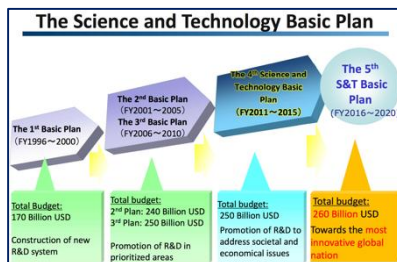 The Science and Technology Basic Plan
The 1st Basic Plan
(FY1996~2000)
The 2nd Basic Plan
(FY2001~2005)
The 3rd Basic Plan
(FY2006~2010)
The 4th Science and
Technology Basic
Plan
(FY2011~2015)
The 5th
S&T Basic
Plan
(FY2016~2020)
Total budget:
170 Billion USD
Construction of new
R&D system
Total budget:
2nd Plan: 240 Billion USD
3rd Plan: 250 Billion USD
Promotion of R&D in
prioritized areas
Total budget:
250 Billion USD
Promotion of R&D to
address societal and
economical issues
Total budget:
260 Billion USD
Towards the most
innovative global
nation